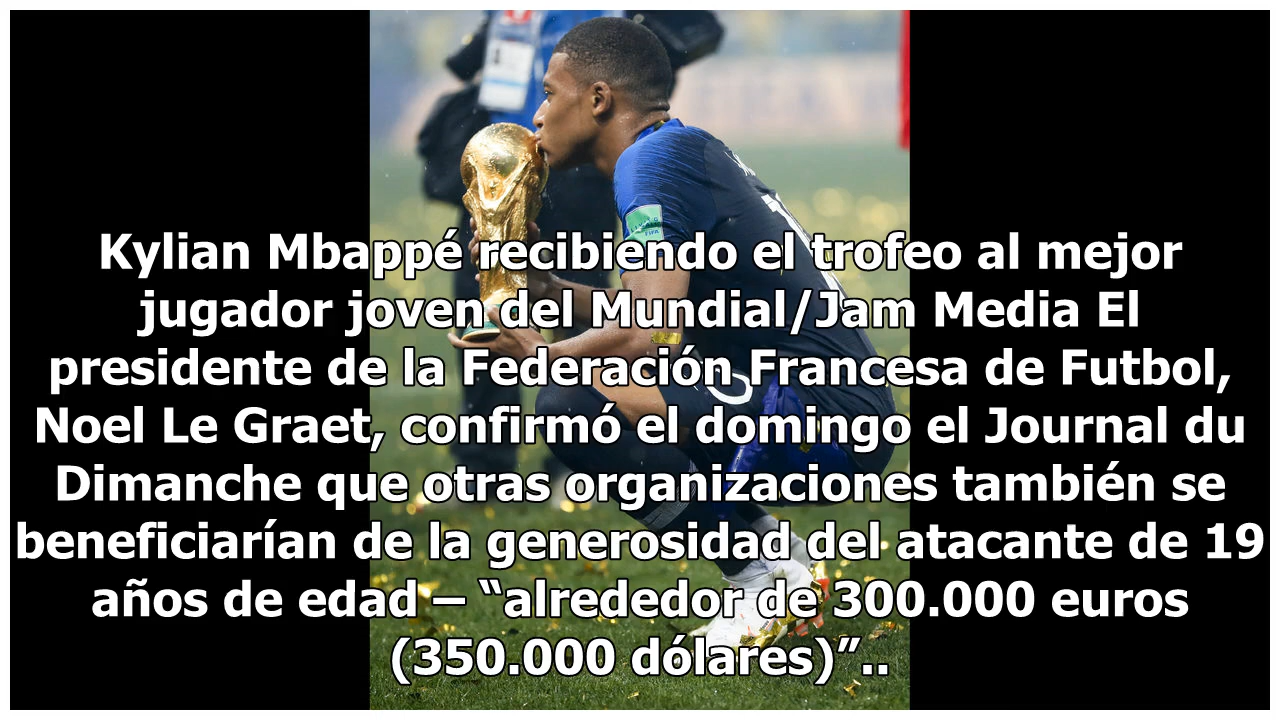 Kylian Mbappé recibiendo el trofeo al mejor
jugador joven del Mundial/Jam Media El
presidente de la Federación Francesa de Futbol,
Noel Le Graet, confirmó el domingo el Journal du
Dimanche que otras organizaciones también se
beneficiarían de la generosidad del atacante de 19
años de edad – “alrededor de 300.000 euros
(350.000 dólares)”..
FIFA